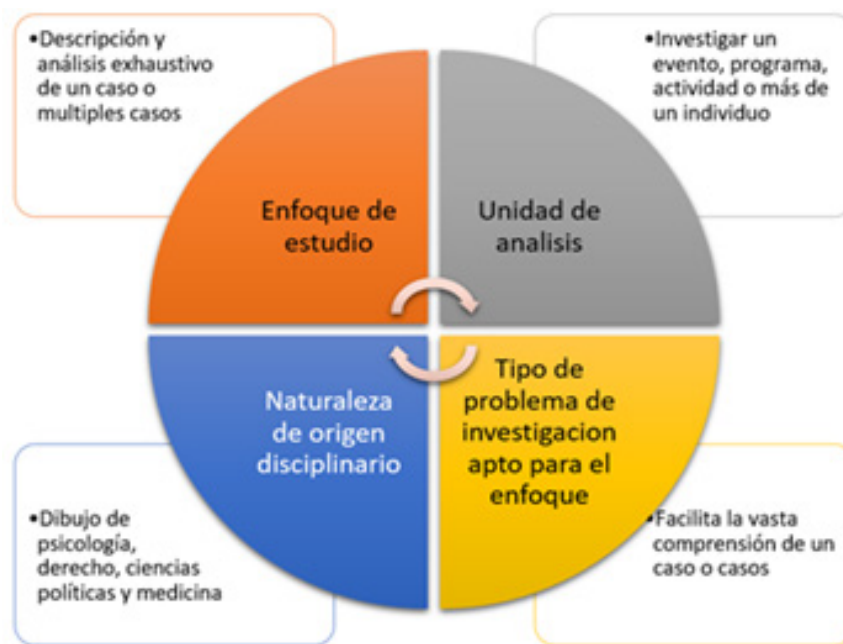 •Descripción y
análisis exhaustivo
de un caso o
multiples casos
•Investigar un
evento, programa,
actividad o más de
un individuo
Enfoque de
estudio
Unidad de
analisis
Naturaleza
de origen
disciplinario
Tipo de
problema de
investigacion
apto para el
enfoque
•Dibujo de
psicología,
derecho, ciencias
políticas y medicina
•Facilita la vasta
comprensión de un
caso o casos